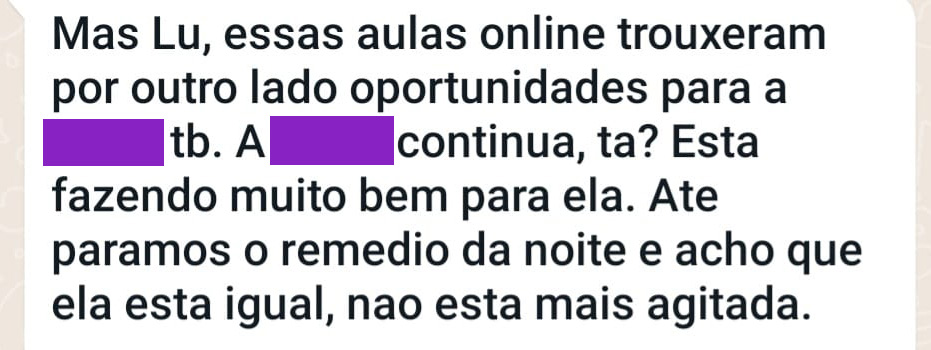 Mas Lu, essas aulas online trouxeram
por outro lado oportunidades para a
tb. A continua, ta? Esta
fazendo muito bem para ela. Ate
paramos o remedio da noite e acho que
ela esta igual, nao esta mais agitada.